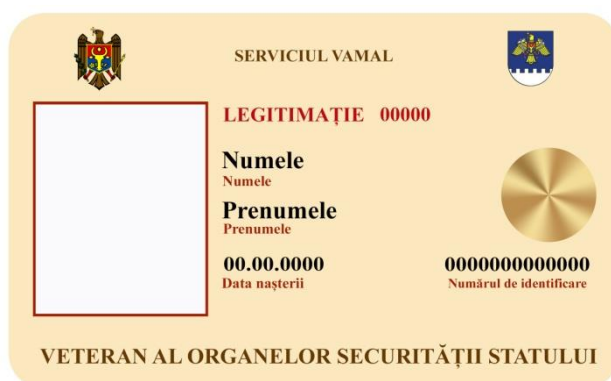 SERVICIUL VAMAL
LEGITIMAȚIE 00000
Numele
Numele
Prenumele
Prenumele
00.00.0000 0000000000000
Data nașterii Numărul de identificare
VETERAN AL ORGANELOR SECURITĂȚII STATULUI